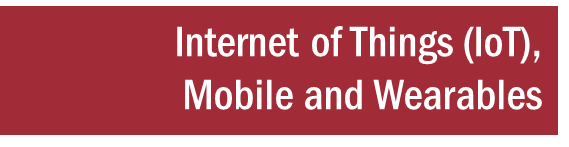 Internet of Things (IoT),
Mobile and Wearables